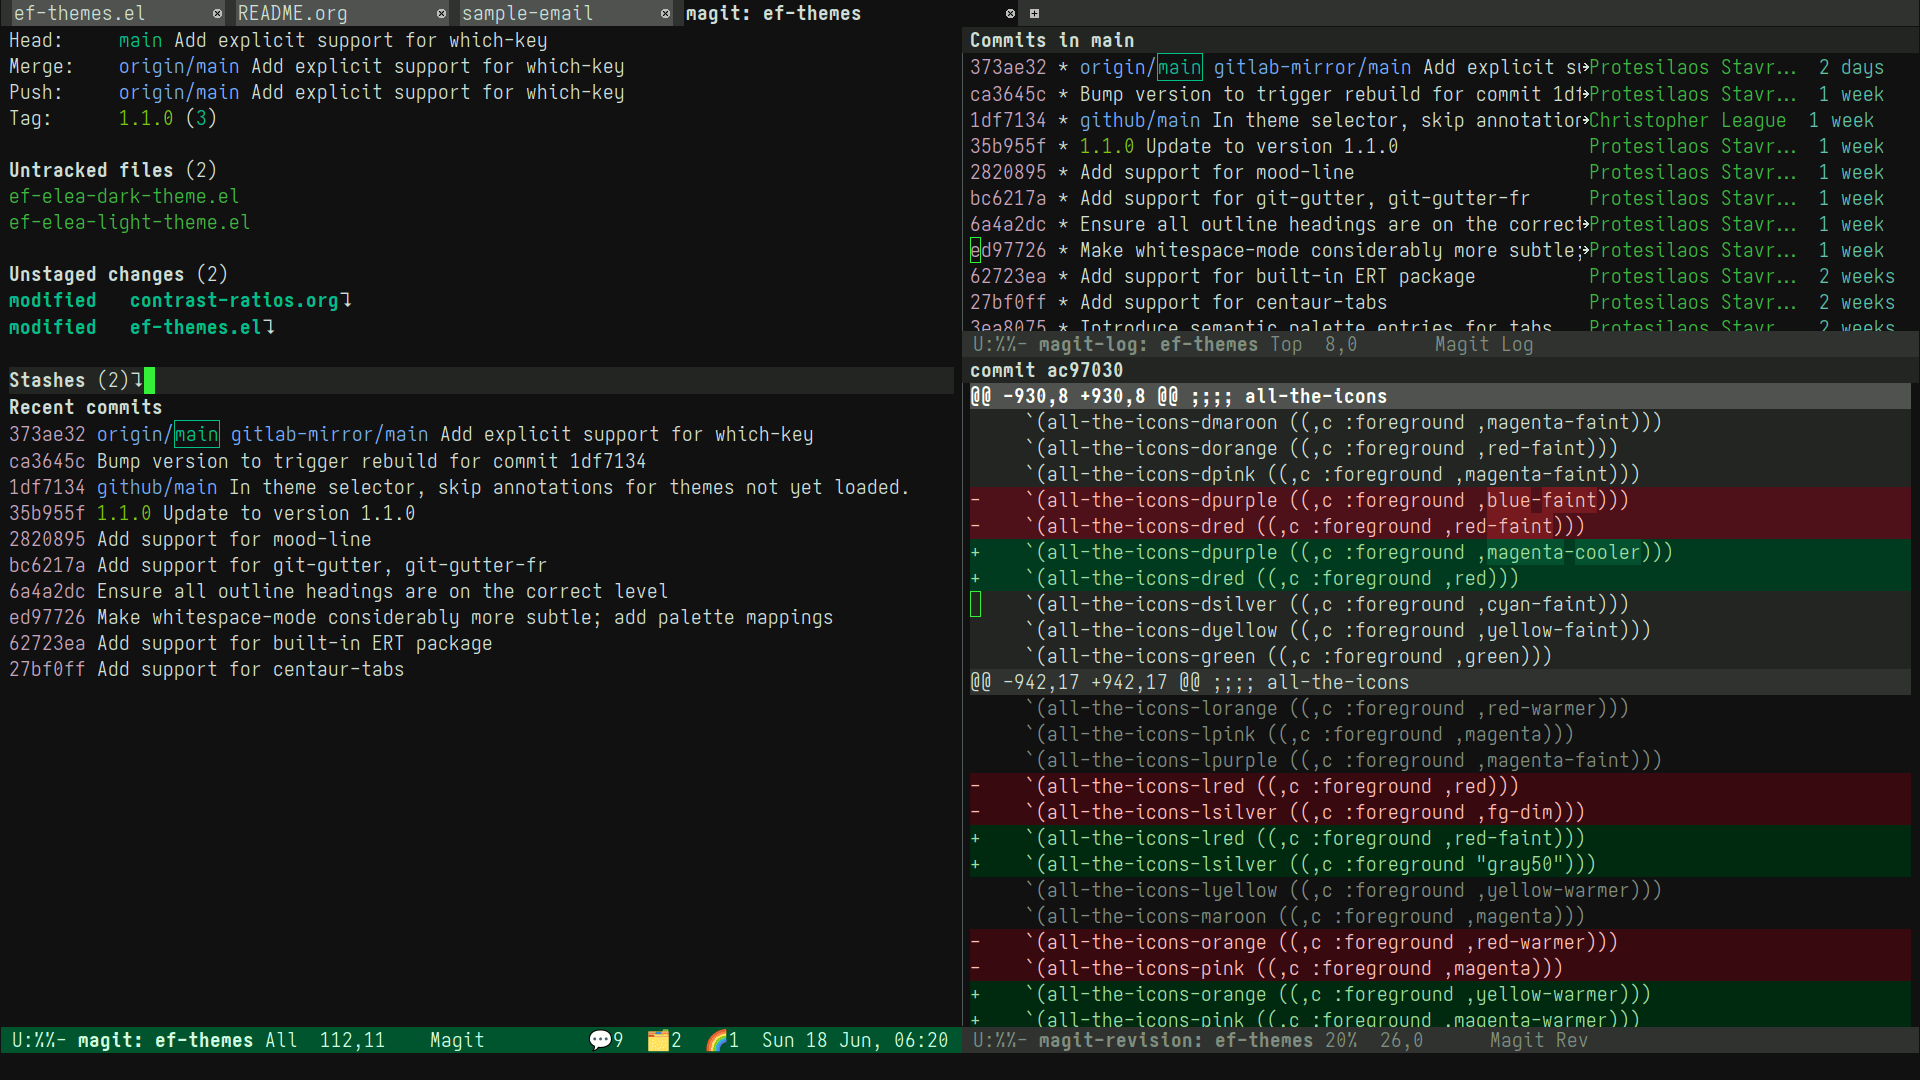 ef-themes.el README.org sample-email magit: ef-themes
Head:     main Add explicit support for which-key
Merge:    origin/main Add explicit support for which-key
Push:     origin/main Add explicit support for which-key
Tag:      1.1.0 (3)
Untracked files (2)
ef-elea-dark-theme.el
ef-elea-light-theme.el
Unstaged changes (2)
modified   contrast-ratios.org
modified   ef-themes.el
Stashes (2)
Recent commits
373ae32 origin/main gitlab-mirror/main Add explicit support for which-key
ca3645c Bump version to trigger rebuild for commit 1df7134
1df7134 github/main In theme selector, skip annotations for themes not yet loaded.
35b955f 1.1.0 Update to version 1.1.0
2820895 Add support for mood-line
bc6217a Add support for git-gutter, git-gutter-fr
6a4a2dc Ensure all outline headings are on the correct level
ed97726 Make whitespace-mode considerably more subtle; add palette mappings
62723ea Add support for built-in ERT package
27bf0ff Add support for centaur-tabs
U:%%- magit: ef-themes All  112,11    Magit 💬9 🗂️2 🌈1 Sun 18 Jun, 06:20
Commits in main
373ae32 * origin/main gitlab-mirror/main Add explicit su Protesilaos Stavr...  2 days
ca3645c * Bump version to trigger rebuild for commit 1df Protesilaos Stavr...  1 week
1df7134 * github/main In theme selector, skip annotation Christopher League  1 week
35b955f * 1.1.0 Update to version 1.1.0 Protesilaos Stavr...  1 week
2820895 * Add support for mood-line Protesilaos Stavr...  1 week
bc6217a * Add support for git-gutter, git-gutter-fr Protesilaos Stavr...  1 week
6a4a2dc * Ensure all outline headings are on the correct Protesilaos Stavr...  1 week
ed97726 * Make whitespace-mode considerably more subtle; Protesilaos Stavr...  1 week
62723ea * Add support for built-in ERT package Protesilaos Stavr...  2 weeks
27bf0ff * Add support for centaur-tabs Protesilaos Stavr...  2 weeks
3ea8075 * Introduce semantic palette entries for tabs Protesilaos Stavr...  2 weeks
U:%%- magit-log: ef-themes Top  8,0       Magit Log
commit ac97030
@@ -930,8 +930,8 @@ ;;;; all-the-icons
     `(all-the-icons-dmaroon ((,c :foreground ,magenta-faint)))
     `(all-the-icons-dorange ((,c :foreground ,red-faint)))
     `(all-the-icons-dpink ((,c :foreground ,magenta-faint)))
-    `(all-the-icons-dpurple ((,c :foreground ,blue-faint)))
-    `(all-the-icons-dred ((,c :foreground ,red-faint)))
+    `(all-the-icons-dpurple ((,c :foreground ,magenta-cooler)))
+    `(all-the-icons-dred ((,c :foreground ,red)))
     `(all-the-icons-dsilver ((,c :foreground ,cyan-faint)))
     `(all-the-icons-dyellow ((,c :foreground ,yellow-faint)))
     `(all-the-icons-green ((,c :foreground ,green)))
@@ -942,17 +942,17 @@ ;;;; all-the-icons
     `(all-the-icons-lorange ((,c :foreground ,red-warmer)))
     `(all-the-icons-lpink ((,c :foreground ,magenta)))
     `(all-the-icons-lpurple ((,c :foreground ,magenta-faint)))
-    `(all-the-icons-lred ((,c :foreground ,red)))
-    `(all-the-icons-lsilver ((,c :foreground ,fg-dim)))
+    `(all-the-icons-lred ((,c :foreground ,red-faint)))
+    `(all-the-icons-lsilver ((,c :foreground "gray50")))
     `(all-the-icons-lyellow ((,c :foreground ,yellow-warmer)))
     `(all-the-icons-maroon ((,c :foreground ,magenta)))
-    `(all-the-icons-orange ((,c :foreground ,red-warmer)))
-    `(all-the-icons-pink ((,c :foreground ,magenta)))
+    `(all-the-icons-orange ((,c :foreground ,yellow-warmer)))
+    `(all-the-icons-pink ((,c :foreground ,magenta-warmer)))
U:%%- magit-revision: ef-themes 20%  26,0      Magit Rev